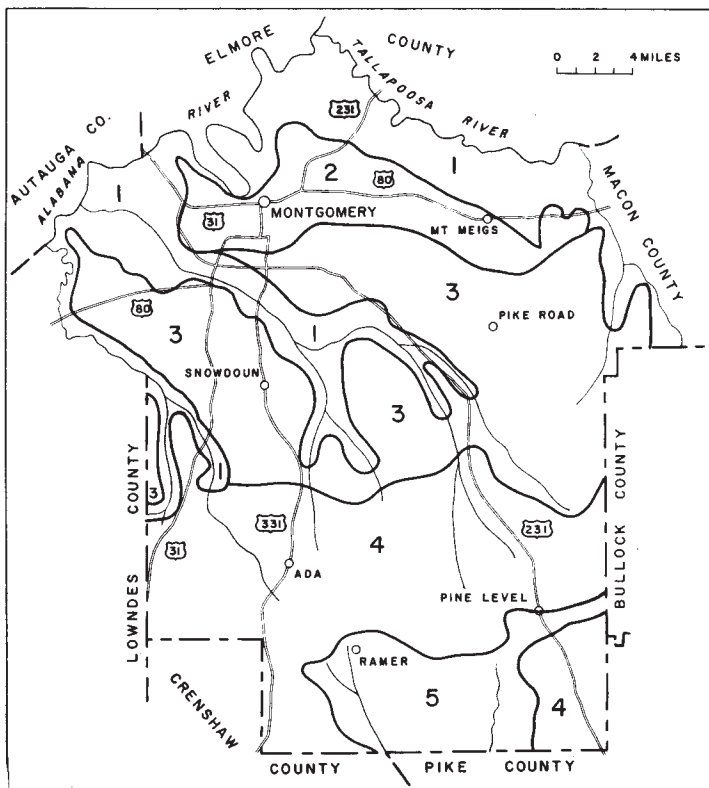 ELMORE COUNTY
TALLAPOOSA
RIVER
0 2 4 MILES
AUTAUGA CO.
ALABAMA
RIVER
231
1
2
80
1
MACON COUNTY
31
MONTGOMERY
MT MEIGS
80
3
3
1
PIKE ROAD
SNOWDOUN
3
3
1
LOWNDES COUNTY
31
331
4
231
BULLOCK COUNTY
ADA
PINE LEVEL
RAMER
5
4
CRENSHAW
COUNTY PIKE COUNTY